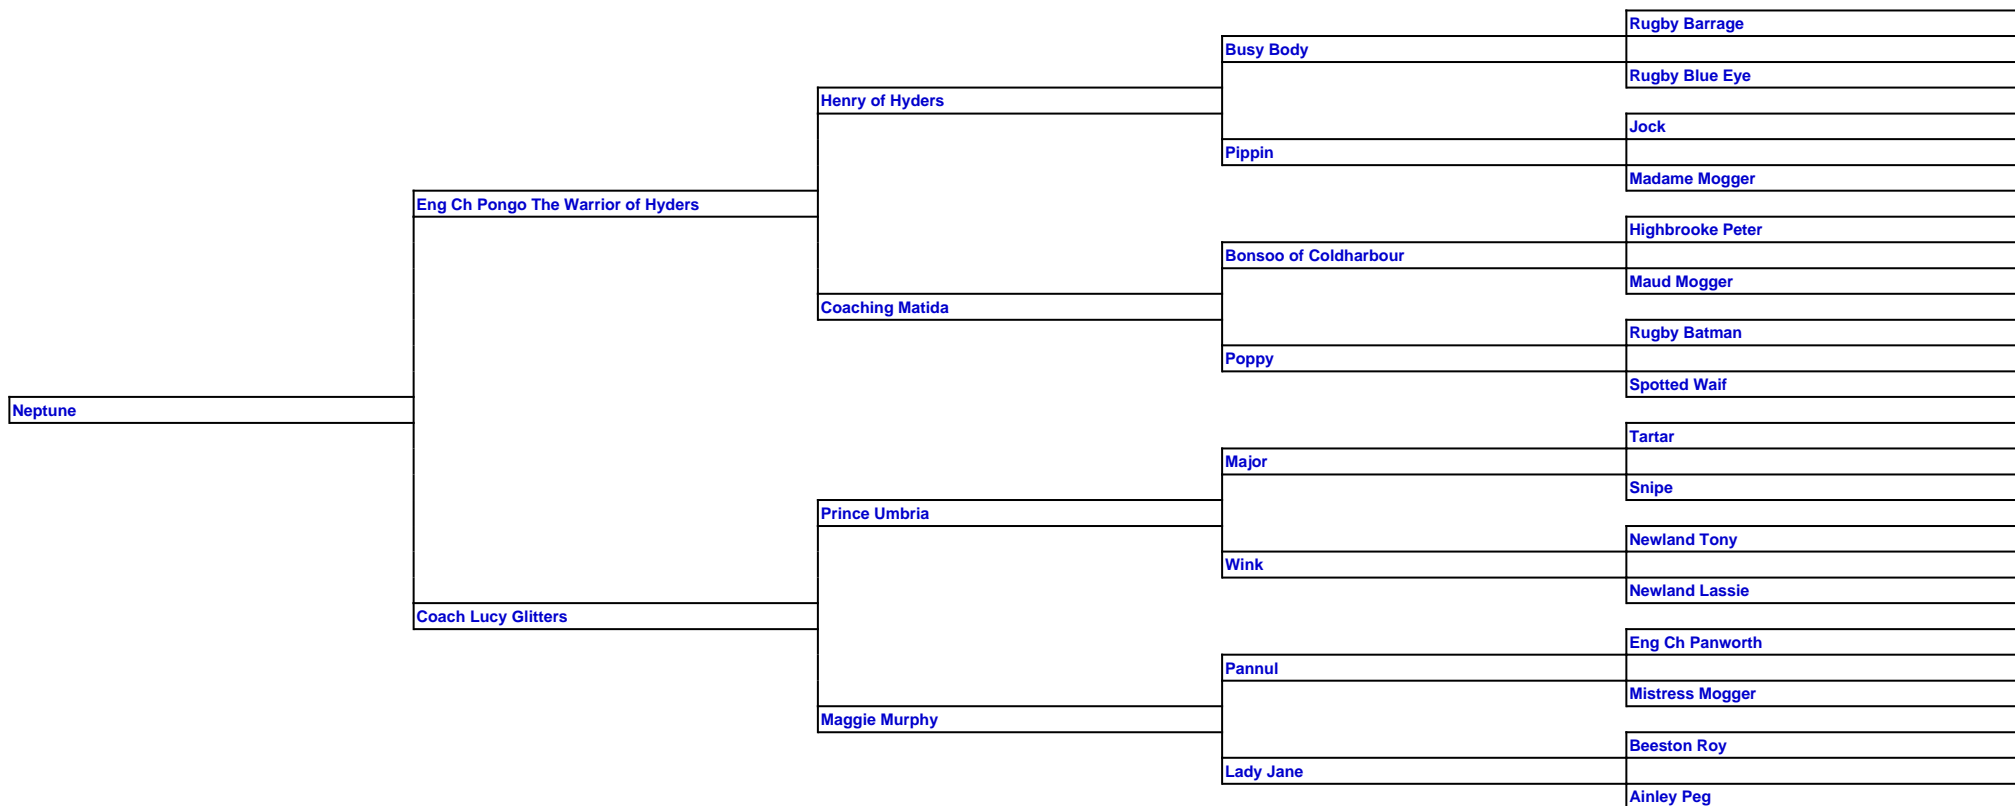 Rugby Barrage
Busy Body
Rugby Blue Eye
Henry of Hyders
Jock
Pippin
Madame Mogger
Eng Ch Pongo The Warrior of Hyders
Highbrooke Peter
Bonsoo of Coldharbour
Maud Mogger
Coaching Matida
Rugby Batman
Poppy
Spotted Waif
Neptune
Tartar
Major
Snipe
Prince Umbria
Newland Tony
Wink
Newland Lassie
Coach Lucy Glitters
Eng Ch Panworth
Pannul
Mistress Mogger
Maggie Murphy
Beeston Roy
Lady Jane
Ainley Peg